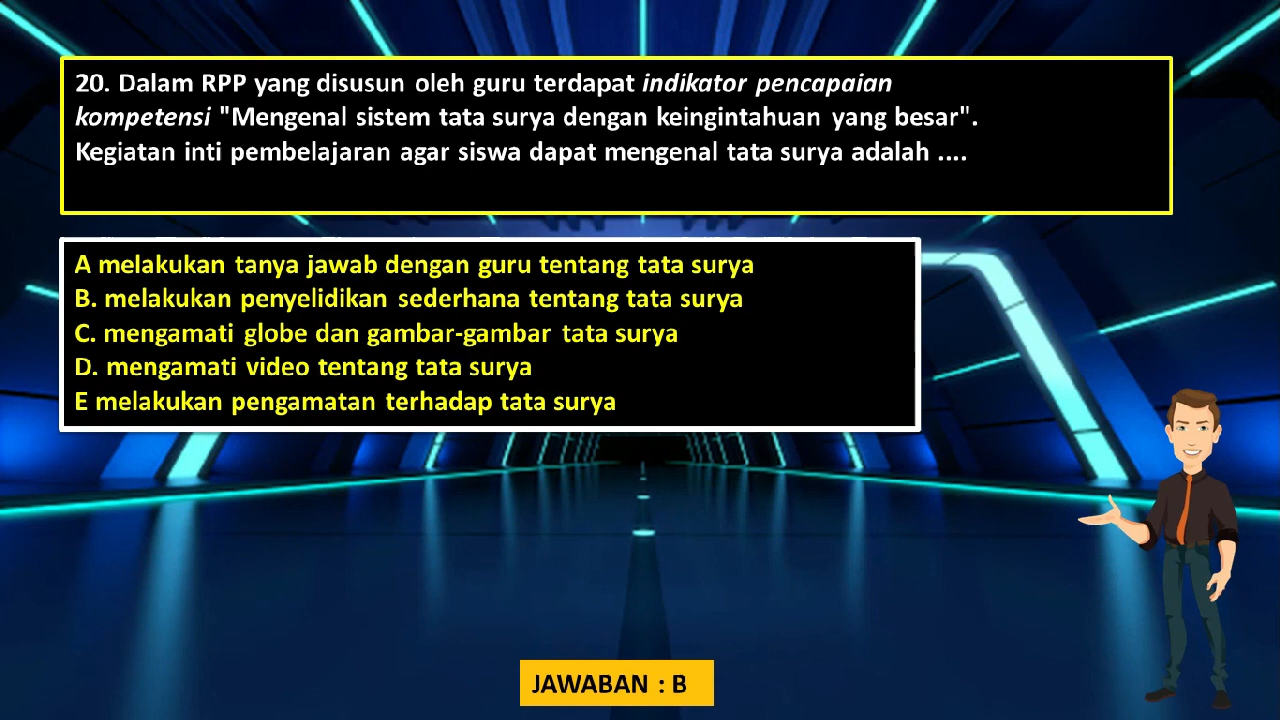 20. Dalam RPP yang disusun oleh guru terdapat indikator pencapaian
kompetensi "Mengenal sistem tata surya dengan keingintahuan yang besar".
Kegiatan inti pembelajaran agar siswa dapat mengenal tata surya adalah ....
A melakukan tanya jawab dengan guru tentang tata surya
B. melakukan penyelidikan sederhana tentang tata surya
C. mengamati globe dan gambar-gambar tata surya
D. mengamati video tentang tata surya
E melakukan pengamatan terhadap tata surya
JAWABAN : B